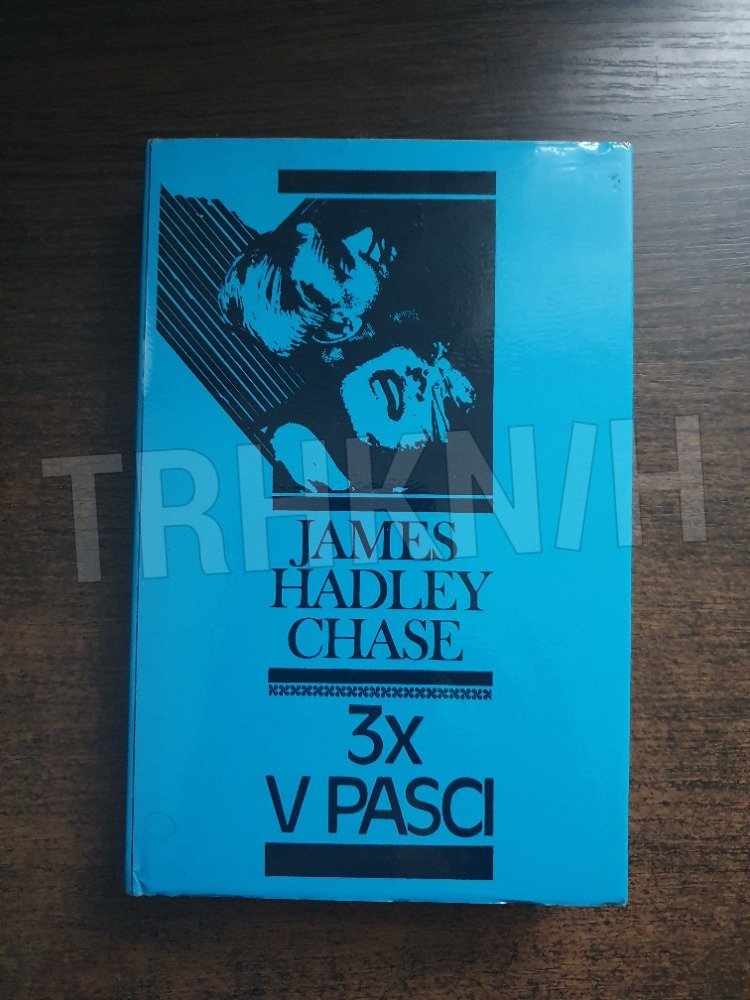 JAMES
HADLEY
CHASE
3x
V PASCI
TRHKNIH